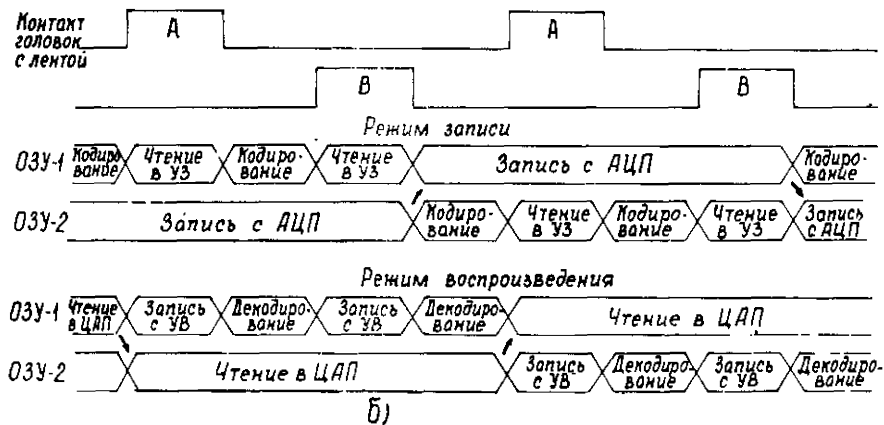 Контакт
головок
с лентой
А
А
В
В
Режим записи
ОЗУ-1
Кодиро
вание
Чтение
в УЗ
Кодиро-
вание
Чтение
в УЗ
Запись с АЦП
Кодиро-
вание
ОЗУ-2
Запись с АЦП
Кодиро-
вание
Чтение
в УЗ
Кодиро-
вание
Чтение
в УЗ
Запись
с АЦП
Режим воспроизведения
ОЗУ-1
Чтение
в ЦАП
Запись
с УВ
Декодиро-
вание
Запись
с УВ
Декодиро-
вание
Чтение в ЦАП
ОЗУ-2
Чтение в ЦАП
Запись
с УВ
Декодиро-
вание
Запись
с УВ
Декодиро-
вание
б)